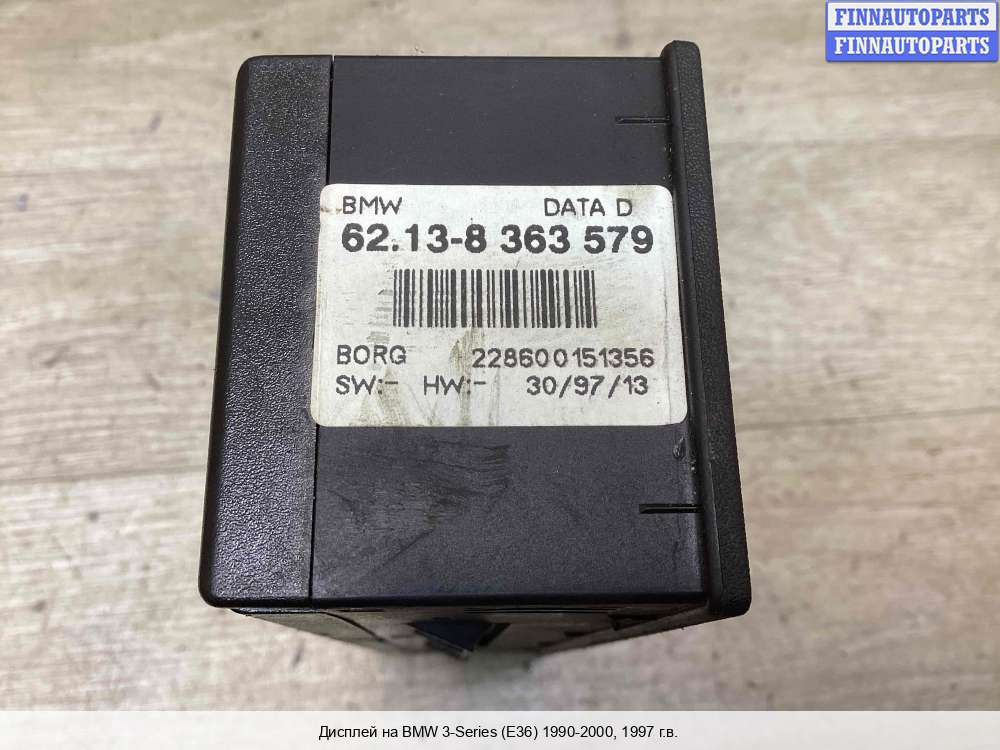 FINNAUTOPARTS
FINNAUTOPARTS
BMW DATA D
62.13-8 363 579
BORG 228600151356
SW:- HW:- 30/97/13
Дисплей на BMW 3-Series (E36) 1990-2000, 1997 г.в.